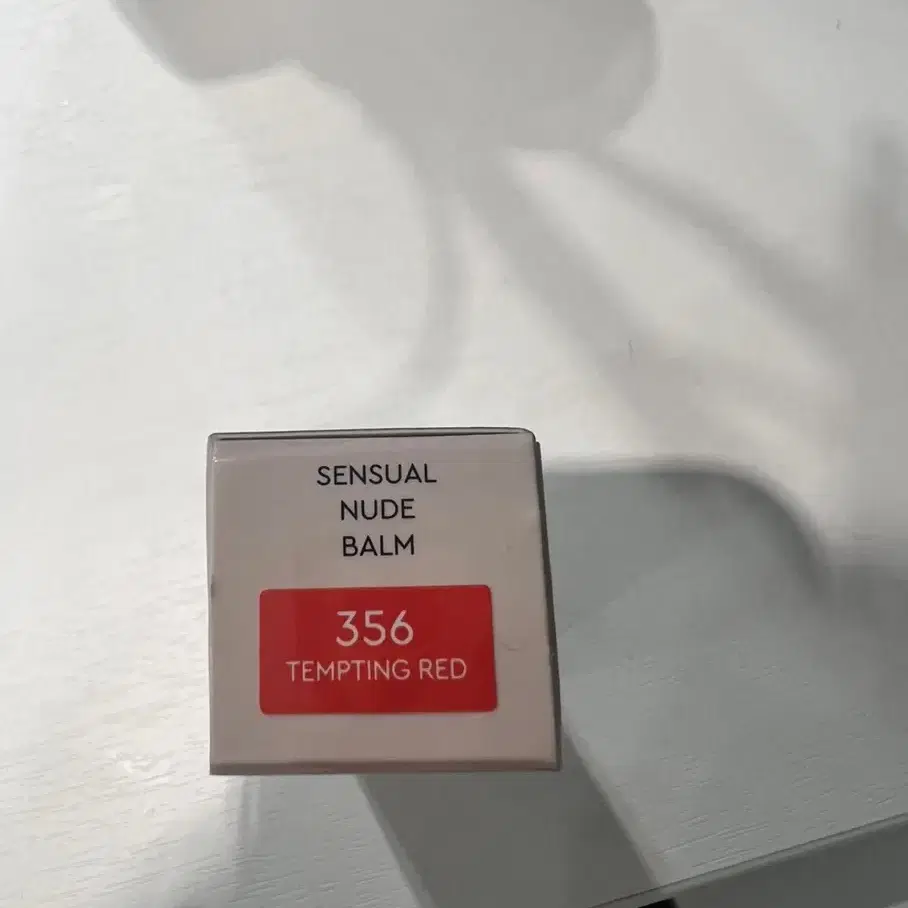 SENSUAL
NUDE
BALM
356
TEMPTING RED